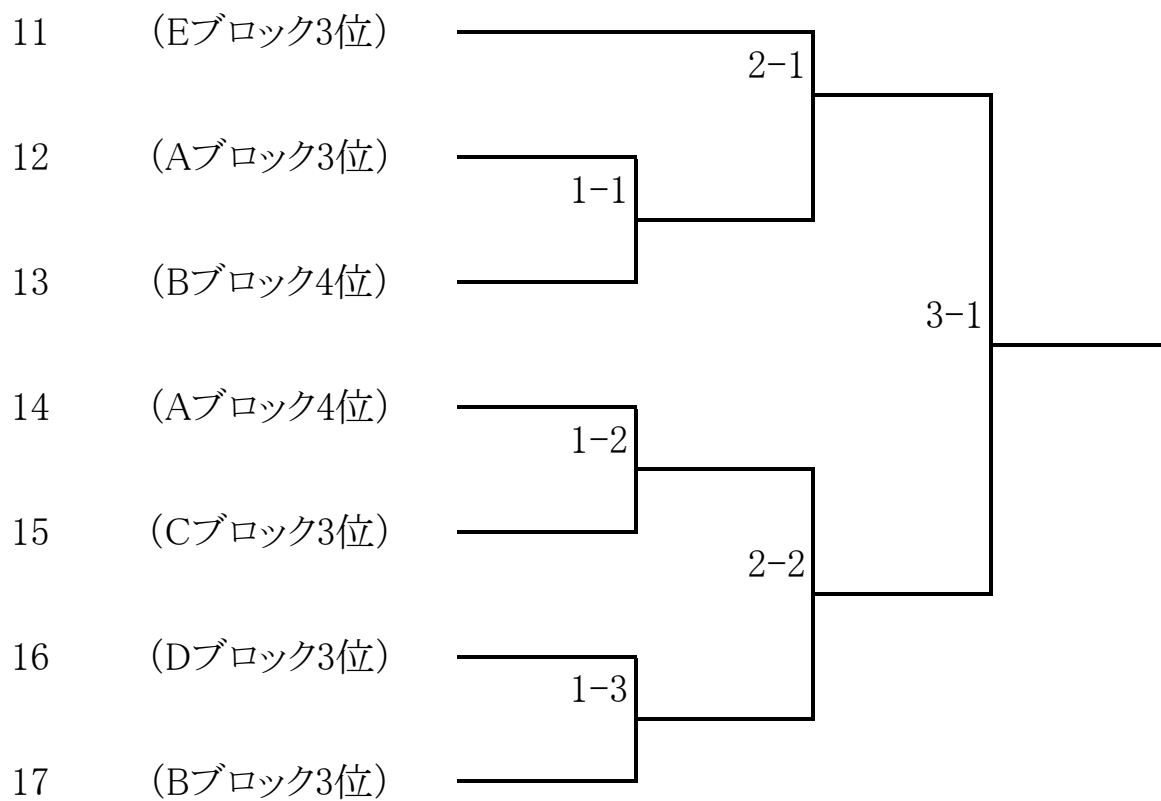 11 (Eブロック3位)
2-1
12 (Aブロック3位)
1-1
13 (Bブロック4位)
3-1
14 (Aブロック4位)
1-2
15 (Cブロック3位)
2-2
16 (Dブロック3位)
1-3
17 (Bブロック3位)